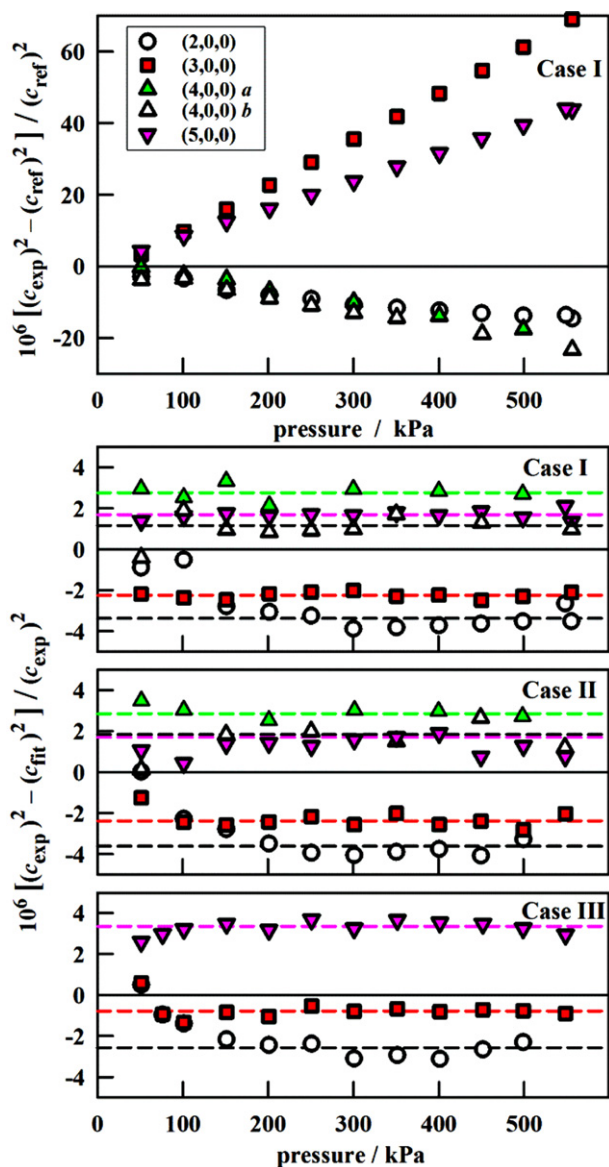 60
40
20
0
-20
10⁶ [(c_exp)² – (c_ref)²] / (c_ref)²
(2,0,0)
(3,0,0)
(4,0,0) a
(4,0,0) b
(5,0,0)
Case I
0 100 200 300 400 500
pressure / kPa
10⁶ [(c_exp)² – (c_fit)²] / (c_exp)²
4
2
0
-2
-4
Case I
4
2
0
-2
-4
Case II
4
2
0
-2
-4
Case III
0 100 200 300 400 500
pressure / kPa